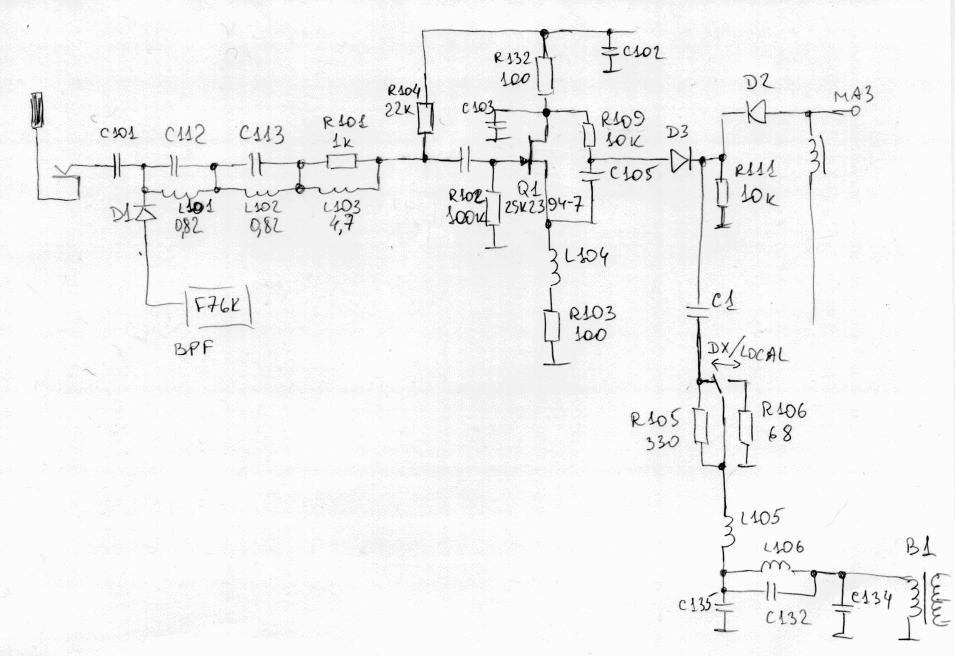 C102
R132
100
R104
22K
C103
D2
MA3
C101
C112
C113
R101
1K
R109
10K
D3
C105
R111
10K
R102
100K
Q1
2SK2394-7
D1
L101
0,82
L102
0,82
L103
4,7
L104
F76K
BPF
R103
100
C1
DX/LOCAL
R105
330
R106
68
L105
L106
B1
C135
C132
C134